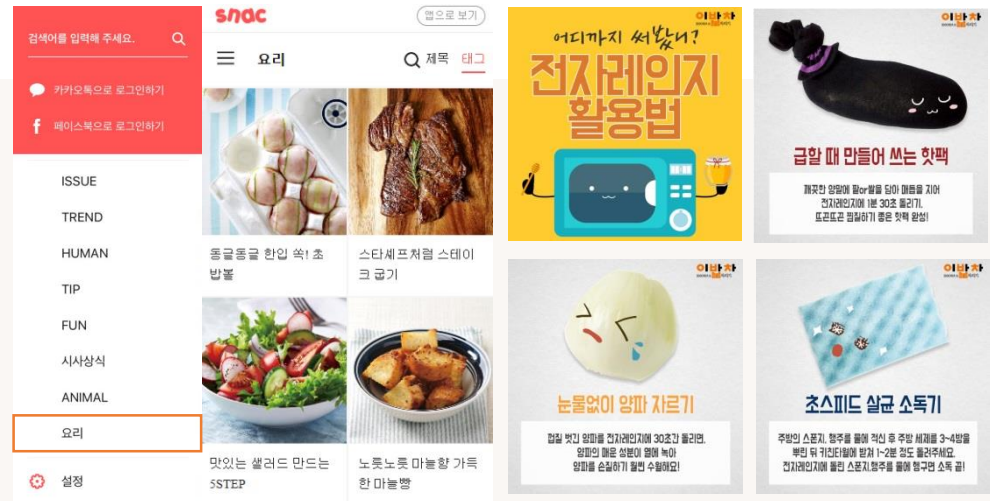 검색어를 입력해 주세요.
카카오톡으로 로그인하기
페이스북으로 로그인하기
ISSUE
TREND
HUMAN
TIP
FUN
시사상식
ANIMAL
요리
설정
snac
앱으로 보기
요리
제목 태그
동글동글 한입 쏙! 초
밥볼
스타셰프처럼 스테이
크 굽기
맛있는 샐러드 만드는
5STEP
노릇노릇 마늘향 가득
한 마늘빵
이밥차
어디까지 써봤니?
전자레인지
활용법
이밥차
급할 때 만들어 쓰는 핫팩
깨끗한 양말에 팥or쌀을 담아 매듭을 지어
전자레인지에 1분 30초 돌리기.
뜨끈뜨끈 찜질하기 좋은 핫팩 완성!
이밥차
눈물없이 양파 자르기
껍질 벗긴 양파를 전자레인지에 30초간 돌리면,
양파의 매운 성분이 열에 녹아
양파를 손질하기 훨씬 수월해요!
이밥차
초스피드 살균 소독기
주방의 스폰지, 행주를 물에 적신 후 주방 세제를 3~4방울
뿌린 뒤 키친타월에 받쳐 1~2분 정도 돌려주세요.
전자레인지에 돌린 스폰지,행주를 물에 헹구면 소독 끝!